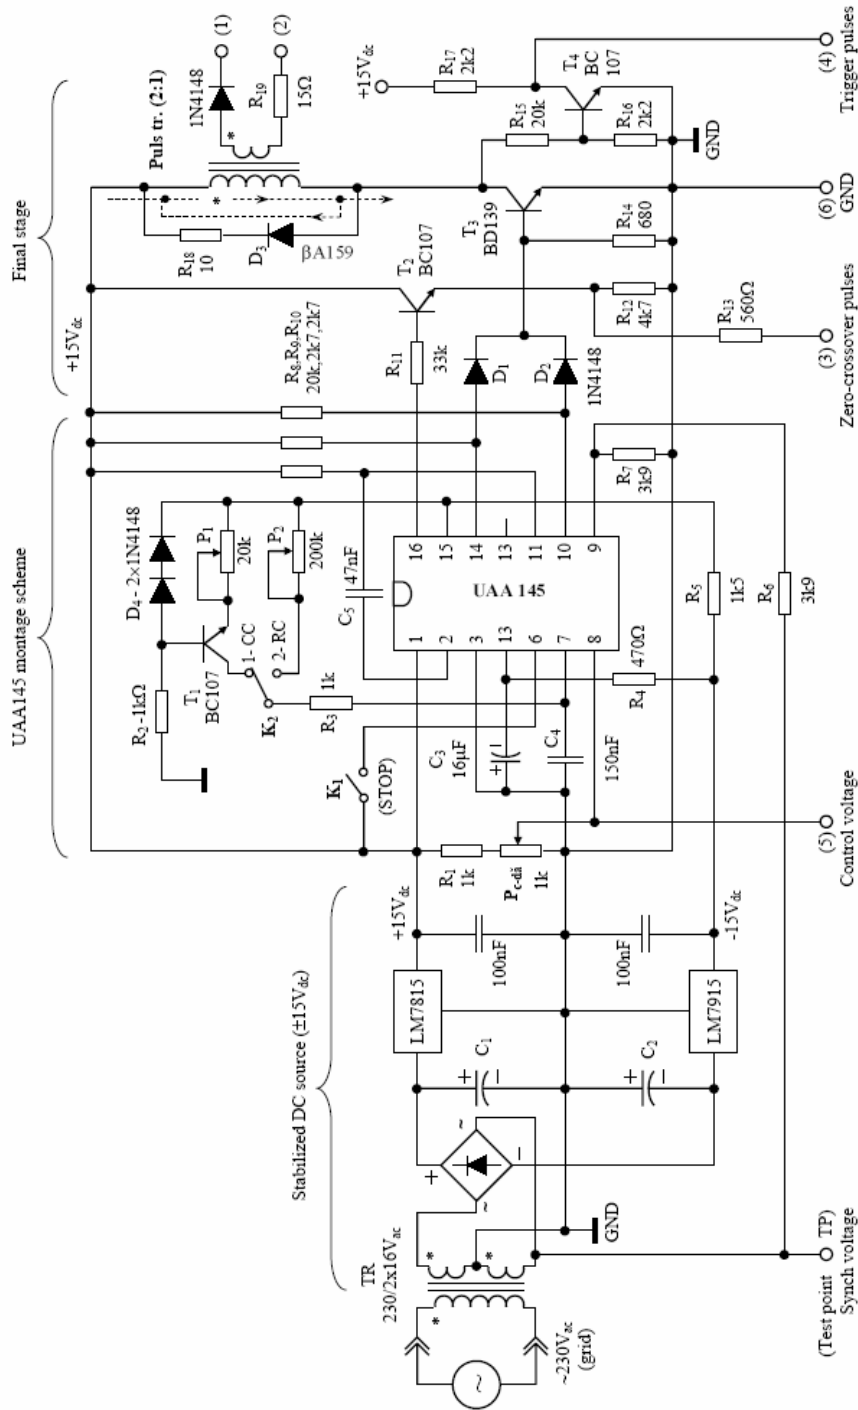 Stabilized DC source (±15Vdc)
UAA145 montage scheme
Final stage
TR
230/2x16Vac
~
~230Vac
(grid)
*
*
*
GND
(Test point TP)
Synch voltage
+
−
~
~
+
−
C1
+
−
C2
LM7815
LM7915
100nF
100nF
+15Vdc
-15Vdc
R1
1k
Pc-dă
1k
(5)
Control voltage
K1
(STOP)
R2-1kΩ
T1
BC107
D4 - 2×1N4148
P1
20k
P2
200k
1- CC
2- RC
K2
R3
1k
C5
47nF
C3
16µF
+
−
C4
150nF
R4
470Ω
R5
1k5
R6
3k9
R7
3k9
UAA 145
1
2
3
13
6
7
8
16
15
14
13
11
10
9
+15Vdc
R8,R9,R10
20k,2k7,2k7
R11
33k
T2
BC107
D1
D2
1N4148
R12
4k7
R13
560Ω
(3)
Zero-crossover pulses
R18
10
D3
βA159
*
*
Puls tr. (2:1)
1N4148
R19
15Ω
(1)
(2)
T3
BD139
R14
680
(6)
GND
+15Vdc
R17
2k2
R15
20k
T4
BC
107
R16
2k2
GND
(4)
Trigger pulses